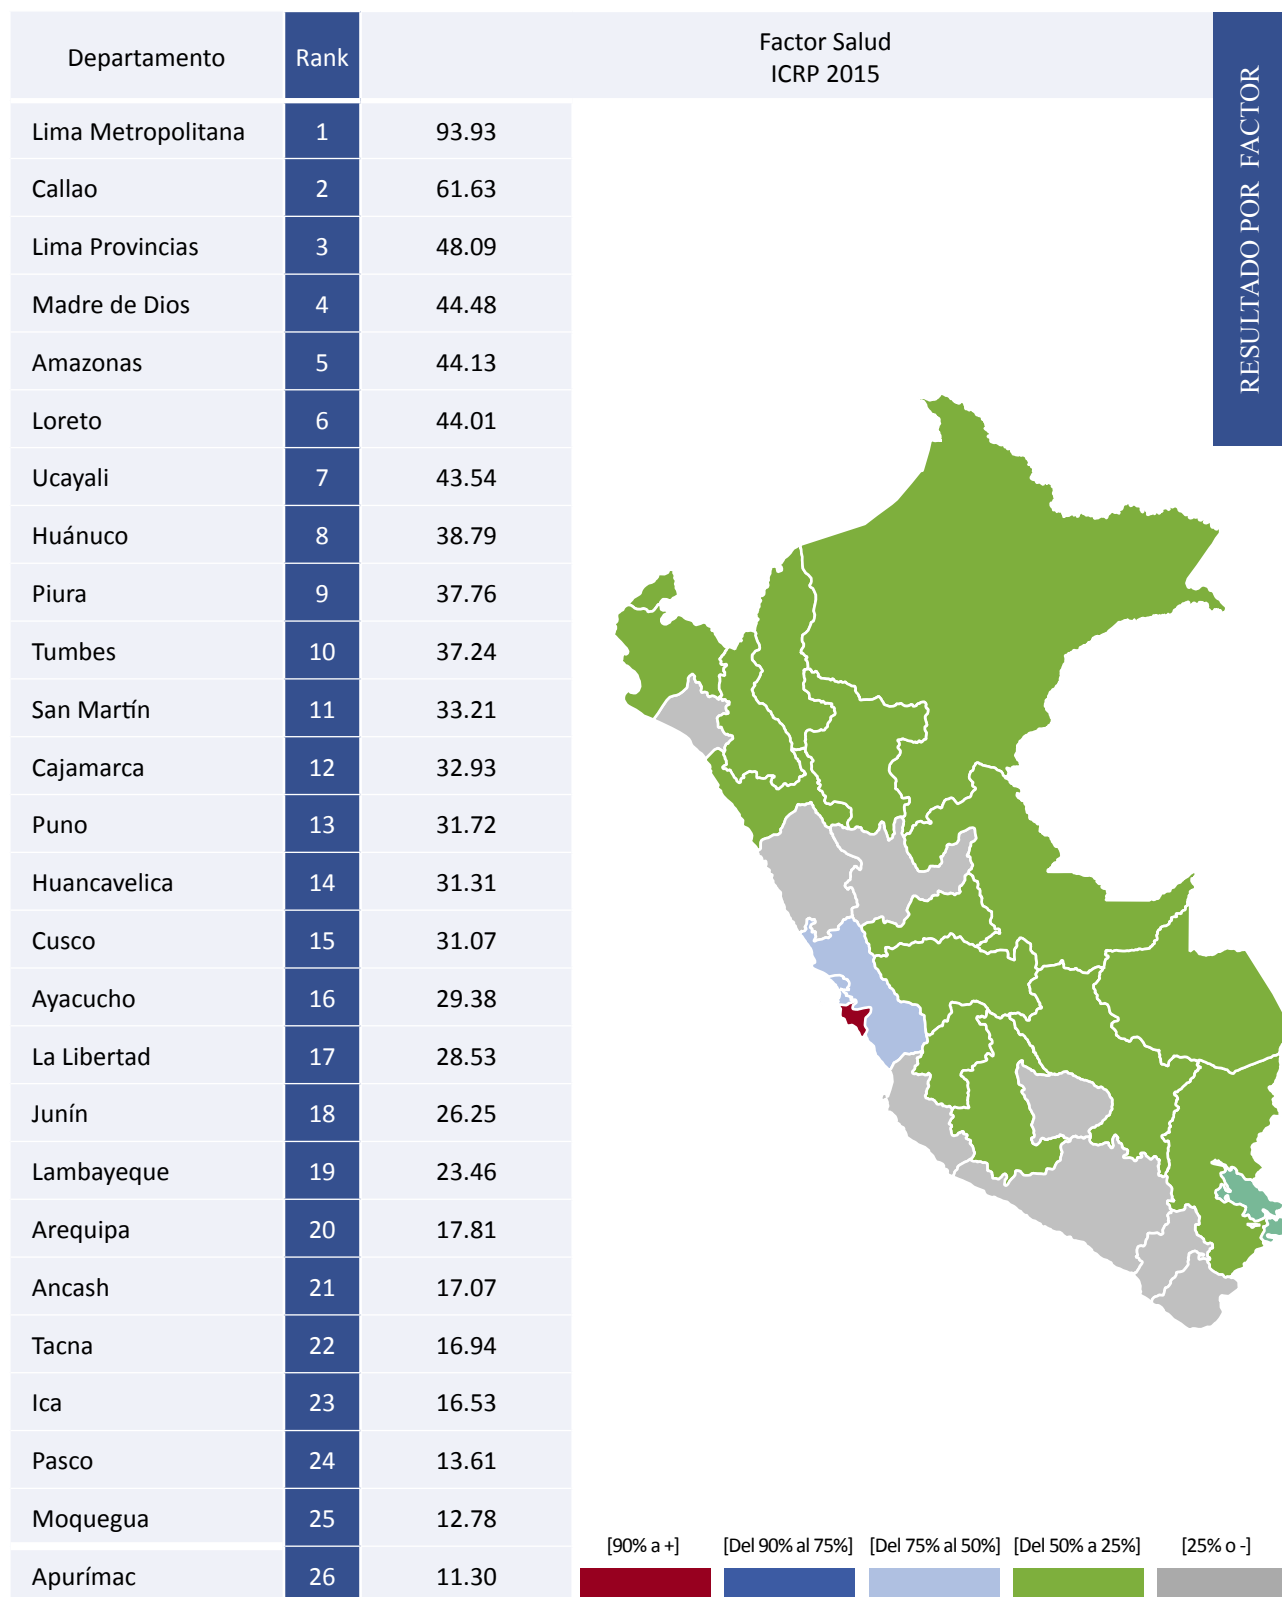 Departamento Rank Factor Salud
ICRP 2015
RESULTADO POR FACTOR
Lima Metropolitana 1 93.93
Callao 2 61.63
Lima Provincias 3 48.09
Madre de Dios 4 44.48
Amazonas 5 44.13
Loreto 6 44.01
Ucayali 7 43.54
Huánuco 8 38.79
Piura 9 37.76
Tumbes 10 37.24
San Martín 11 33.21
Cajamarca 12 32.93
Puno 13 31.72
Huancavelica 14 31.31
Cusco 15 31.07
Ayacucho 16 29.38
La Libertad 17 28.53
Junín 18 26.25
Lambayeque 19 23.46
Arequipa 20 17.81
Ancash 21 17.07
Tacna 22 16.94
Ica 23 16.53
Pasco 24 13.61
Moquegua 25 12.78
Apurímac 26 11.30
[90% a +] [Del 90% al 75%] [Del 75% al 50%] [Del 50% a 25%] [25% o -]